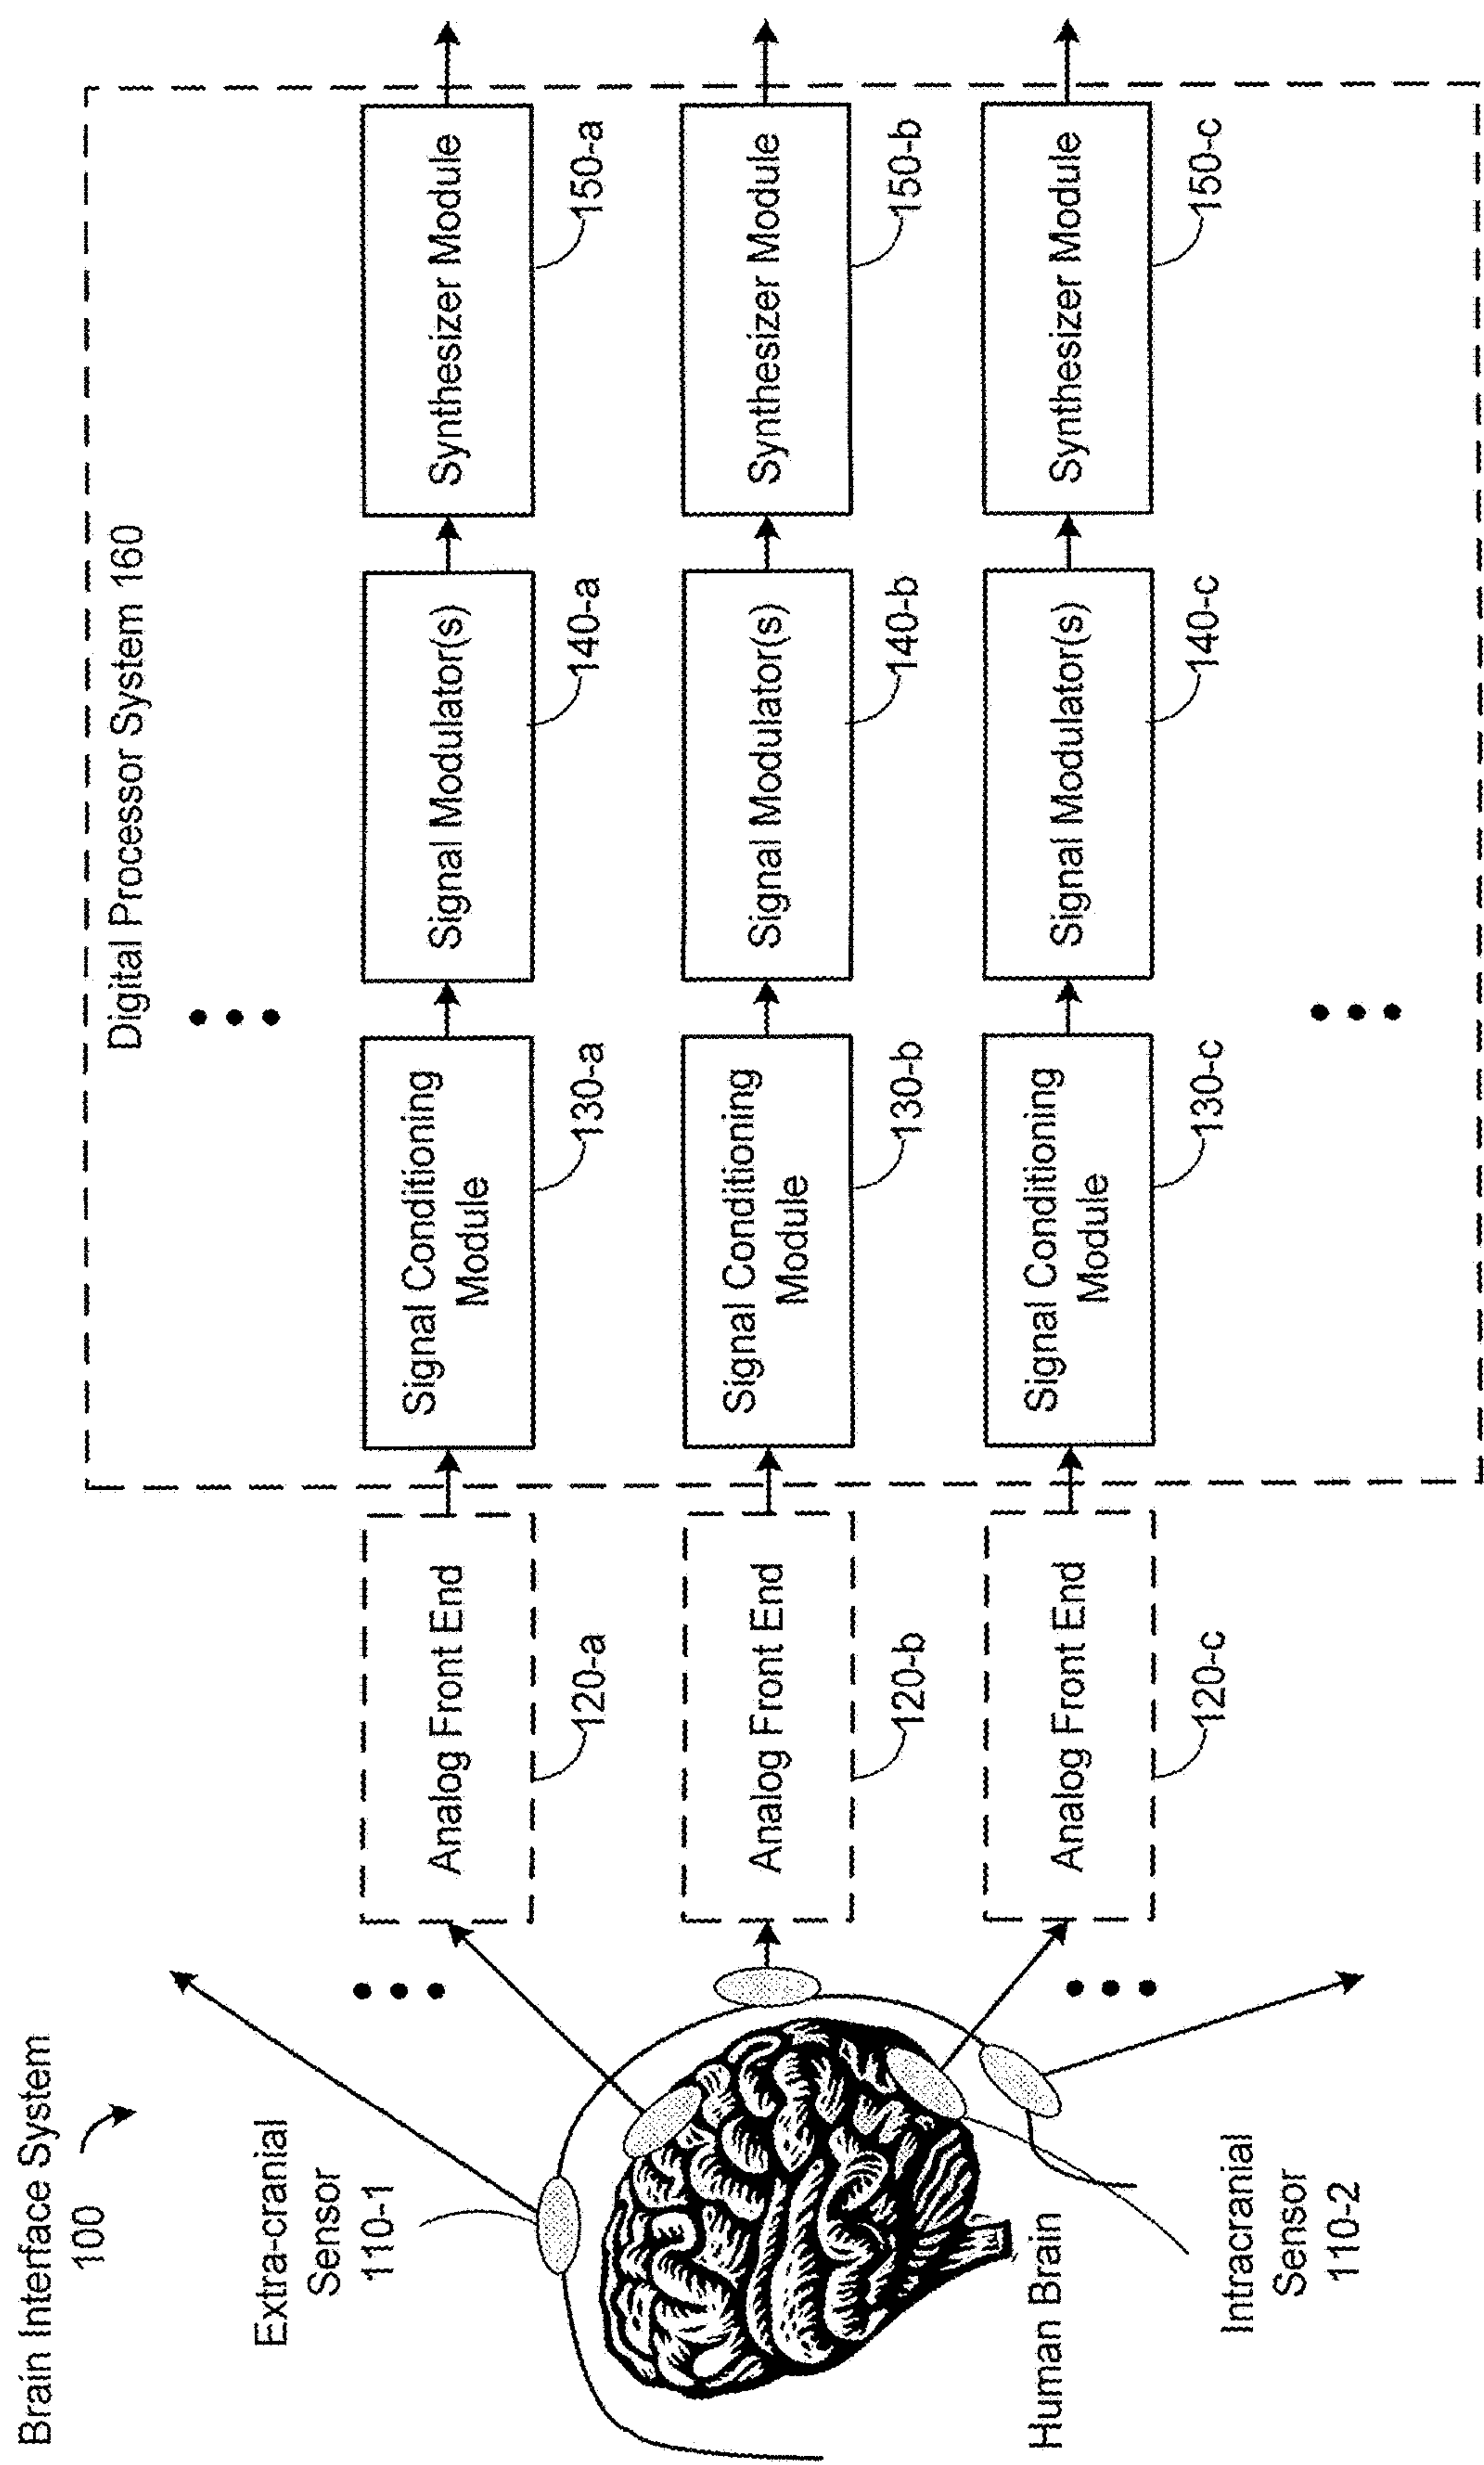 Brain Interface System
100
Digital Processor System 160
Extra-cranial
Sensor
110-1
Analog Front End
120-a
Signal Conditioning
Module
130-a
Signal Modulator(s)
140-a
Synthesizer Module
150-a
Analog Front End
120-b
Signal Conditioning
Module
130-b
Signal Modulator(s)
140-b
Synthesizer Module
150-b
Human Brain
Analog Front End
120-c
Signal Conditioning
Module
130-c
Signal Modulator(s)
140-c
Synthesizer Module
150-c
Intracranial
Sensor
110-2